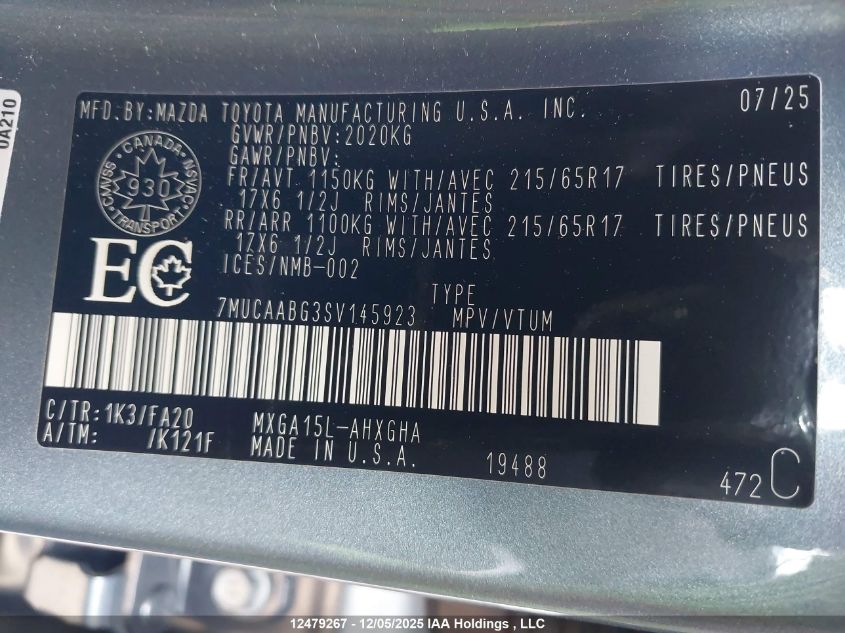 0A210
MFD.BY:MAZDA TOYOTA MANUFACTURING U.S.A. INC. 07/25
GVWR/PNBV:2020KG
GAWR/PNBV:
FR/AVT 1150KG WITH/AVEC 215/65R17 TIRES/PNEUS
17X6 1/2J RIMS/JANTES
RR/ARR 1100KG WITH/AVEC 215/65R17 TIRES/PNEUS
17X6 1/2J RIMS/JANTES
ICES/NMB-002
CANADA
CMVSS
NSVAC
930
TRANSPORT
EC
TYPE
7MUCAABG3SV145923 MPV/VTUM
C/TR:1K3/FA20 MXGA15L-AHXGHA
A/TM: /K121F MADE IN U.S.A. 19488 472 C
12479267 - 12/05/2025 IAA Holdings , LLC